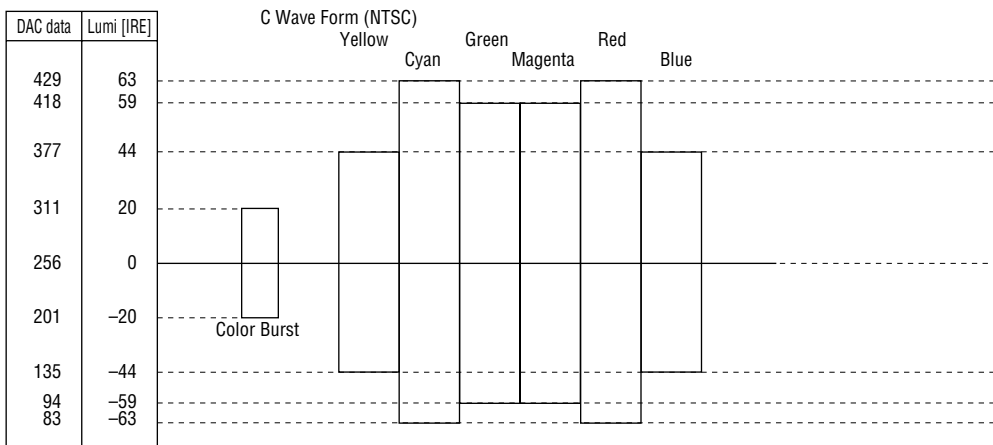 C Wave Form (NTSC)
DAC data Lumi [IRE]
Yellow Green Red
Cyan Magenta Blue
429 63
418 59
377 44
311 20
256 0
201 –20
Color Burst
135 –44
94 –59
83 –63